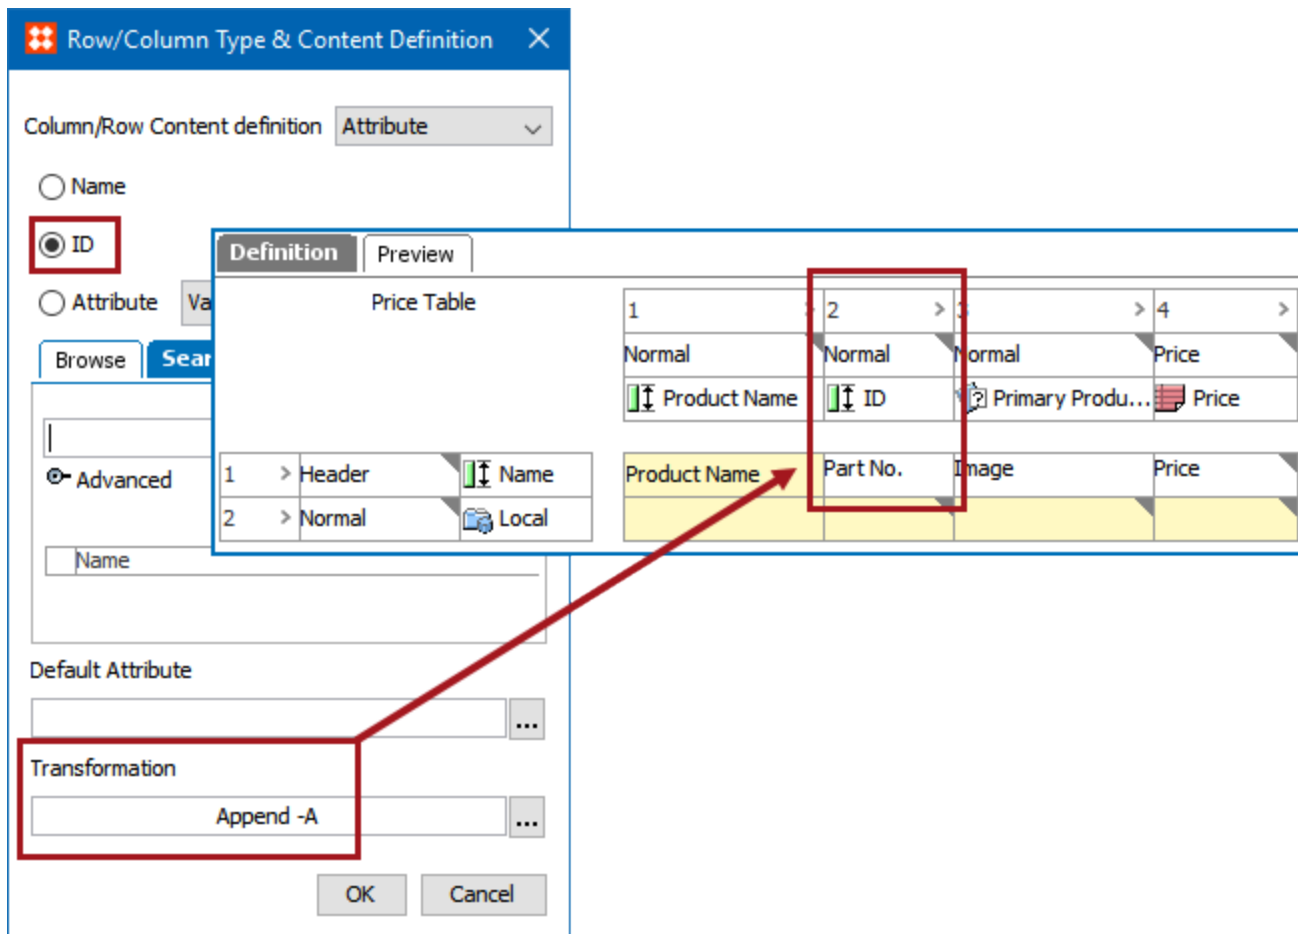 Row/Column Type & Content Definition
Column/Row Content definition Attribute
Name
ID
Attribute Va
Browse Sear
Advanced
Name
Default Attribute
...
Transformation
Append -A ...
OK Cancel
Definition Preview
Price Table
1 > 2 > 3 > 4 >
Normal Normal Normal Price
Product Name ID Primary Produ... Price
1 > Header Name Product Name Part No. Image Price
2 > Normal Local